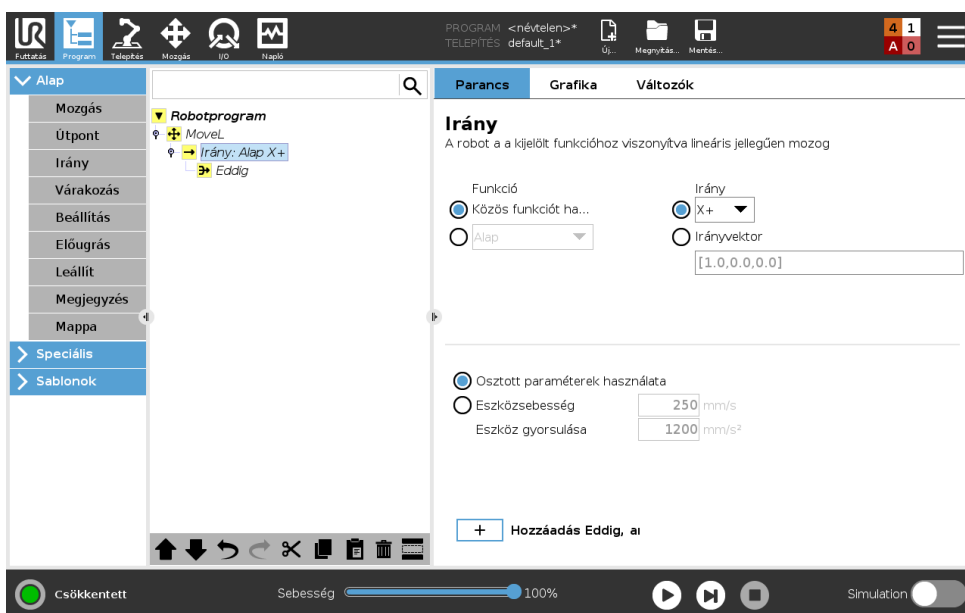 PROGRAM <névtelen>*
TELEPÍTÉS default_1*
Futtatás
Program
Telepítés
Mozgás
I/O
Napló
Új...
Megnyitás...
Mentés...
4 1
A 0
Alap
Mozgás
Útpont
Irány
Várakozás
Beállítás
Előugrás
Leállít
Megjegyzés
Mappa
Speciális
Sablonok
Robotprogram
MoveL
Irány: Alap X+
Eddig
Parancs
Grafika
Változók
Irány
A robot a a kijelölt funkcióhoz viszonyítva lineáris jellegűen mozog
Funkció
Közös funkciót ha...
Alap
Irány
X+
Irányvektor
[1.0,0.0,0.0]
Osztott paraméterek használata
Eszközsebesség 250 mm/s
Eszköz gyorsulása 1200 mm/s²
+ Hozzáadás Eddig, ai
Csökkentett
Sebesség 100%
Simulation